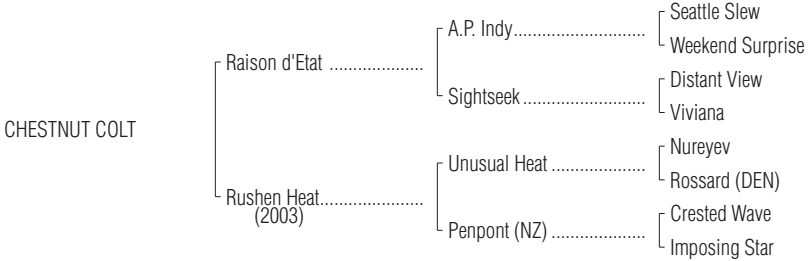 Seattle Slew
A.P. Indy..............................
Weekend Surprise
Raison d'Etat .....................
Distant View
Sightseek............................
Viviana
CHESTNUT COLT
Nureyev
Unusual Heat .....................
Rossard (DEN)
Rushen Heat.......................
(2003)
Crested Wave
Penpont (NZ) .....................
Imposing Star